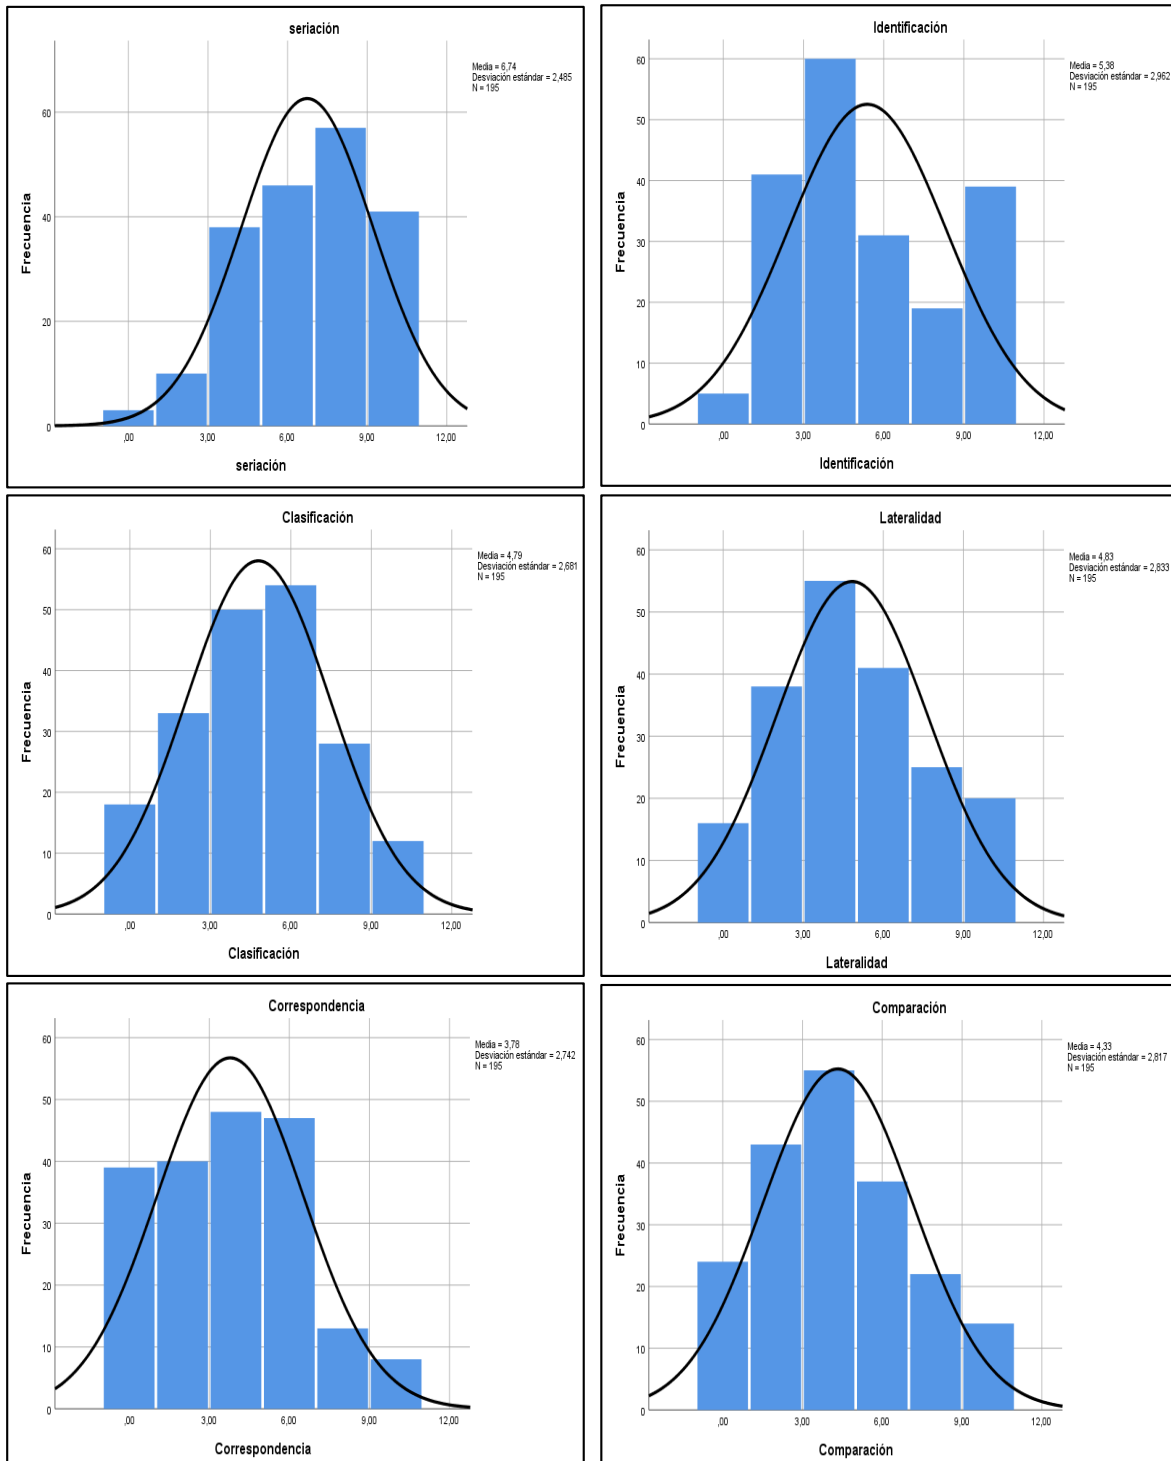 seriación
Media = 6,74
Desviación estándar = 2,485
N = 195
Frecuencia
60
40
20
0
,00
3,00
6,00
9,00
12,00
seriación
Identificación
Media = 5,38
Desviación estándar = 2,962
N = 195
Frecuencia
60
50
40
30
20
10
0
,00
3,00
6,00
9,00
12,00
Identificación
Clasificación
Media = 4,79
Desviación estándar = 2,681
N = 195
Frecuencia
60
50
40
30
20
10
0
,00
3,00
6,00
9,00
12,00
Clasificación
Lateralidad
Media = 4,83
Desviación estándar = 2,833
N = 195
Frecuencia
60
50
40
30
20
10
0
,00
3,00
6,00
9,00
12,00
Lateralidad
Correspondencia
Media = 3,78
Desviación estándar = 2,742
N = 195
Frecuencia
60
50
40
30
20
10
0
,00
3,00
6,00
9,00
12,00
Correspondencia
Comparación
Media = 4,33
Desviación estándar = 2,817
N = 195
Frecuencia
60
50
40
30
20
10
0
,00
3,00
6,00
9,00
12,00
Comparación